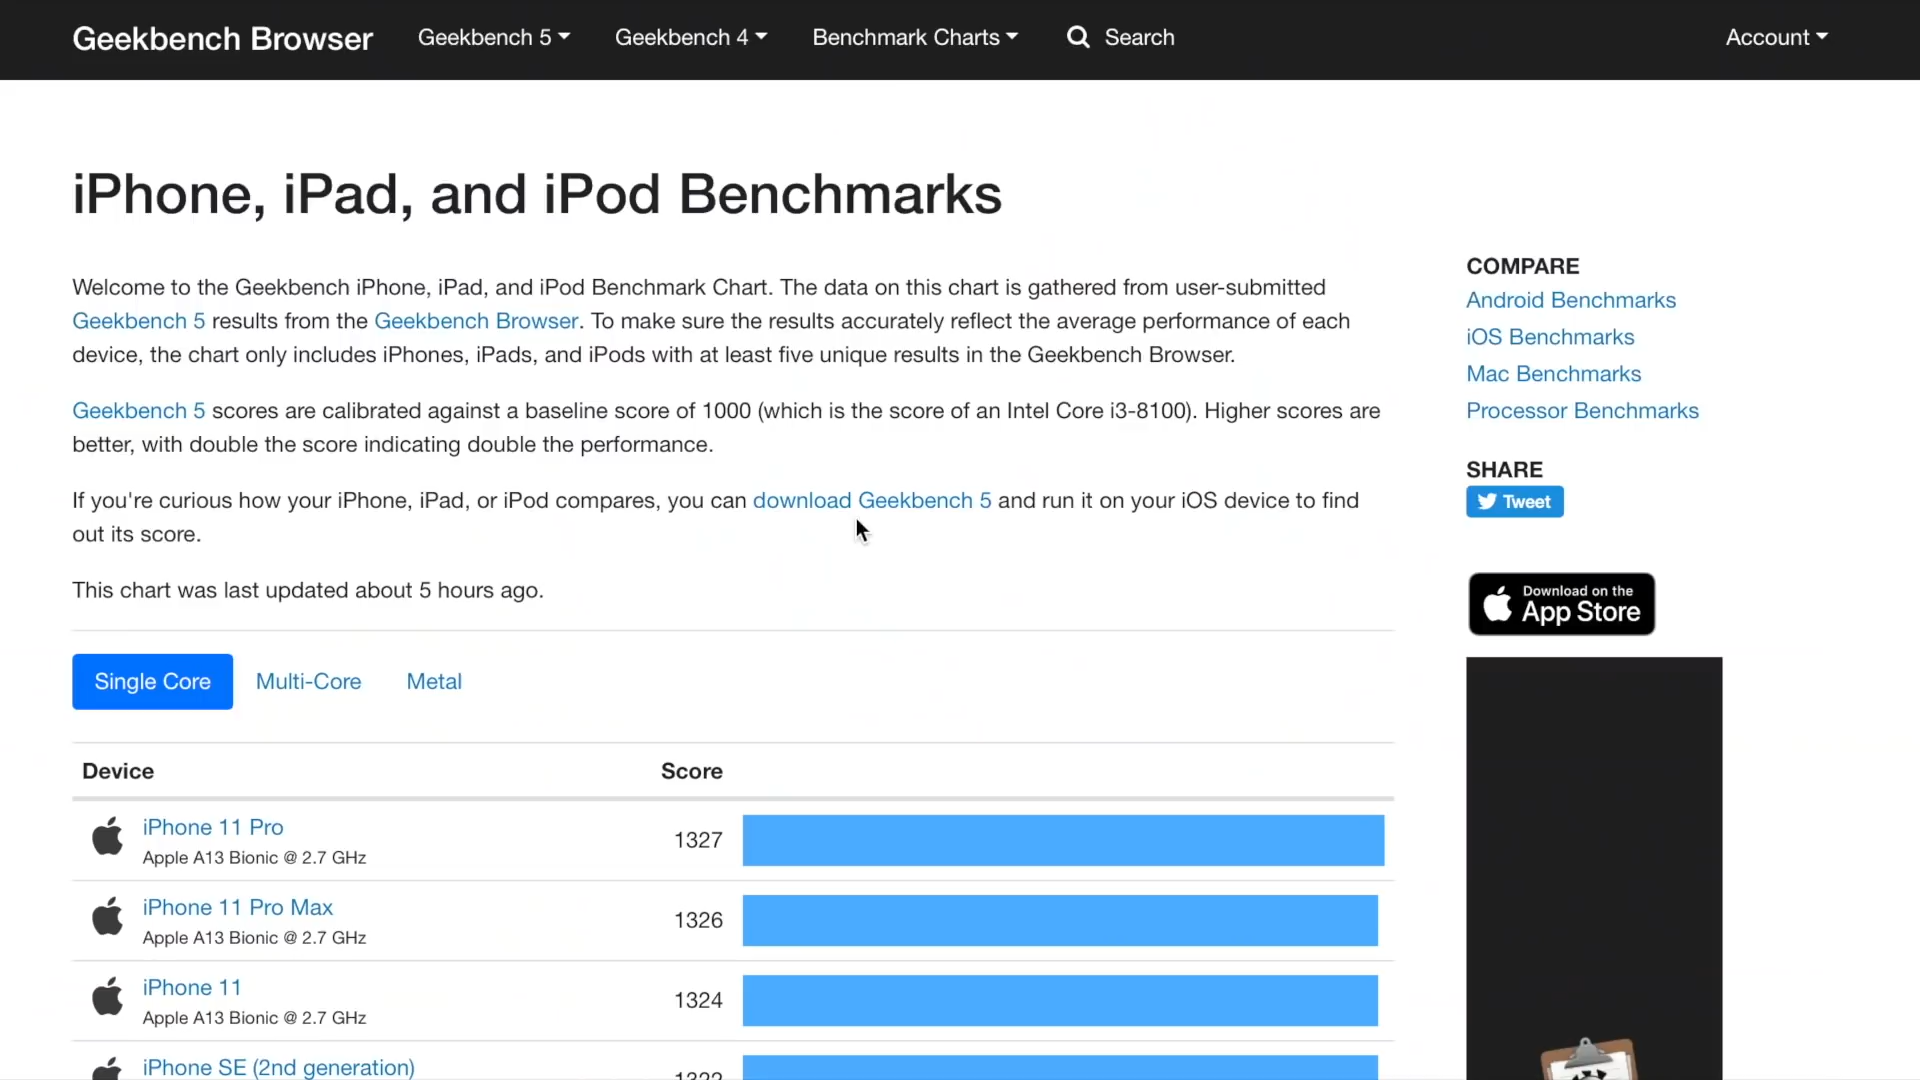 Geekbench Browser Geekbench 5 Geekbench 4 Benchmark Charts Search Account
iPhone, iPad, and iPod Benchmarks
Welcome to the Geekbench iPhone, iPad, and iPod Benchmark Chart. The data on this chart is gathered from user-submitted
Geekbench 5 results from the Geekbench Browser. To make sure the results accurately reflect the average performance of each
device, the chart only includes iPhones, iPads, and iPods with at least five unique results in the Geekbench Browser.
Geekbench 5 scores are calibrated against a baseline score of 1000 (which is the score of an Intel Core i3-8100). Higher scores are
better, with double the score indicating double the performance.
If you're curious how your iPhone, iPad, or iPod compares, you can download Geekbench 5 and run it on your iOS device to find
out its score.
This chart was last updated about 5 hours ago.
Single Core Multi-Core Metal
Device Score
iPhone 11 Pro
Apple A13 Bionic @ 2.7 GHz
1327
iPhone 11 Pro Max
Apple A13 Bionic @ 2.7 GHz
1326
iPhone 11
Apple A13 Bionic @ 2.7 GHz
1324
iPhone SE (2nd generation)
COMPARE
Android Benchmarks
iOS Benchmarks
Mac Benchmarks
Processor Benchmarks
SHARE
Tweet
Download on the
App Store